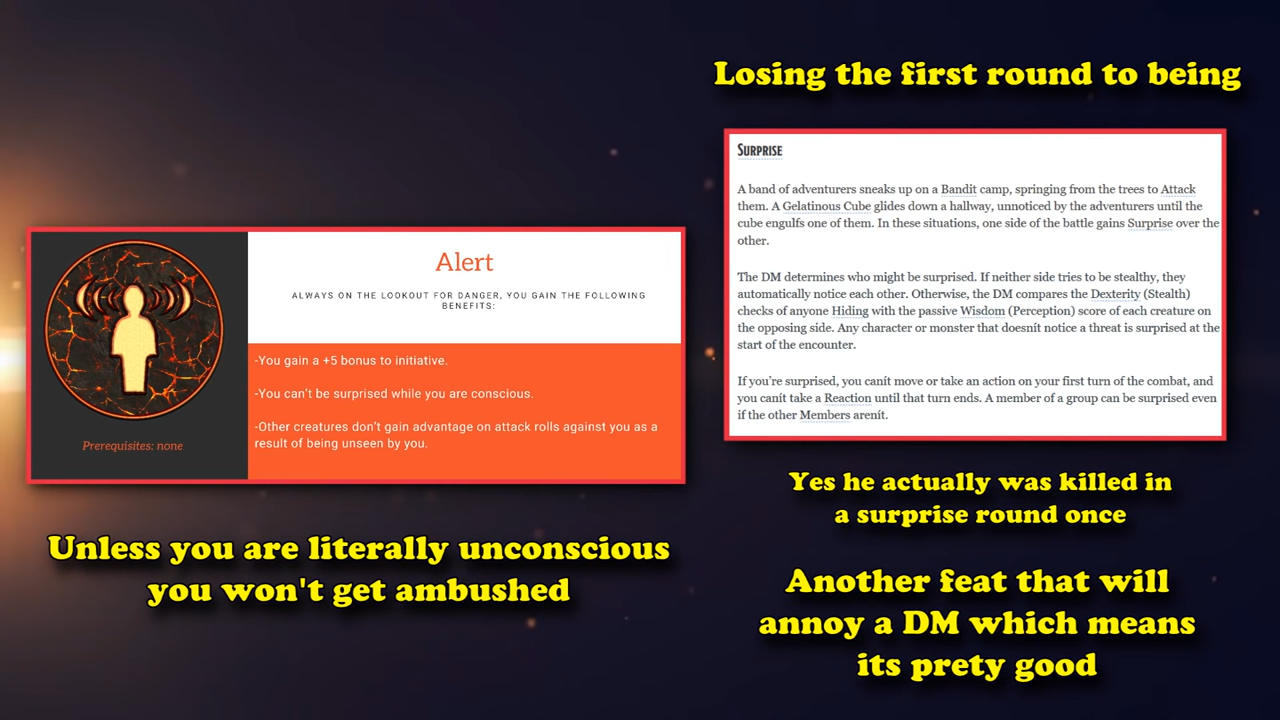 Alert
ALWAYS ON THE LOOKOUT FOR DANGER, YOU GAIN THE FOLLOWING
BENEFITS:
-You gain a +5 bonus to initiative.
-You can't be surprised while you are conscious.
-Other creatures don't gain advantage on attack rolls against you as a
result of being unseen by you.
Prerequisites: none
Unless you are literally unconscious
you won't get ambushed
Losing the first round to being
SURPRISE
A band of adventurers sneaks up on a Bandit camp, springing from the trees to Attack
them. A Gelatinous Cube glides down a hallway, unnoticed by the adventurers until the
cube engulfs one of them. In these situations, one side of the battle gains Surprise over the
other.
The DM determines who might be surprised. If neither side tries to be stealthy, they
automatically notice each other. Otherwise, the DM compares the Dexterity (Stealth)
checks of anyone Hiding with the passive Wisdom (Perception) score of each creature on
the opposing side. Any character or monster that doesnít notice a threat is surprised at the
start of the encounter.
If you're surprised, you canít move or take an action on your first turn of the combat, and
you canít take a Reaction until that turn ends. A member of a group can be surprised even
if the other Members arenít.
Yes he actually was killed in
a surprise round once
Another feat that will
annoy a DM which means
its pretty good